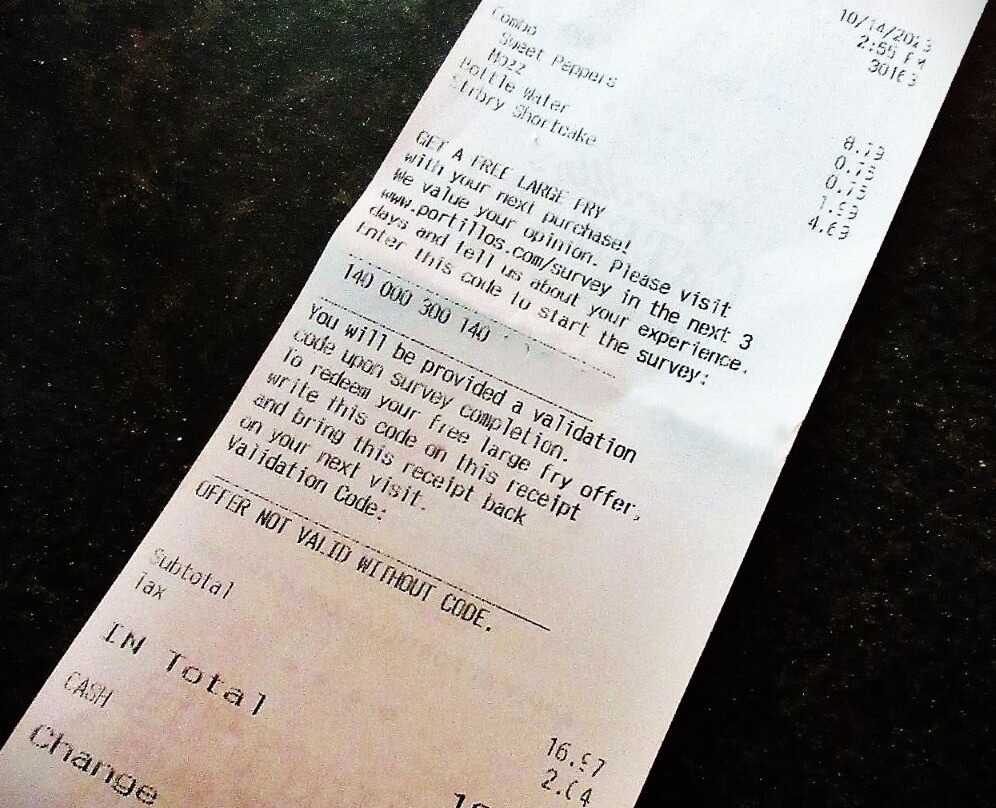 2:55 PM
Combo 8.79
Sweet Peppers 0.75
Mozz 0.75
Bottle Water 1.99
Strbry Shortcake 4.69
GET A FREE LARGE FRY
with your next purchase!
We value your opinion. Please visit
www.portillos.com/survey in the next 3
days and tell us about your experience.
Enter this code to start the survey:
140 000 300 140
You will be provided a validation
code upon survey completion.
To redeem your free large fry offer,
write this code on this receipt
and bring this receipt back
on your next visit.
Validation Code:
OFFER NOT VALID WITHOUT CODE.
Subtotal 16.97
Tax
IN Total
CASH
Change